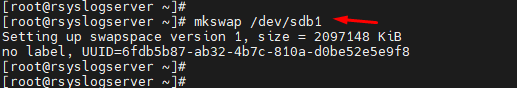 [root@rsyslogserver ~]#
[root@rsyslogserver ~]# mkswap /dev/sdb1
Setting up swapspace version 1, size = 2097148 KiB
no label, UUID=6fdb5b87-ab32-4b7c-810a-d0be52e5e9f8
[root@rsyslogserver ~]#
[root@rsyslogserver ~]#